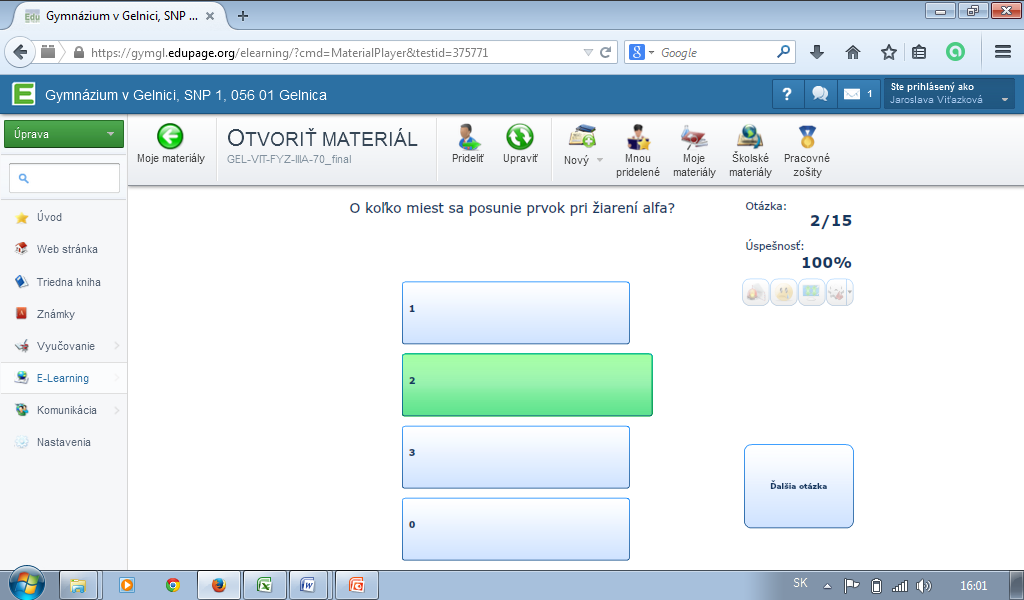 Gymnázium v Gelnici, SNP ...
https://gymgl.edupage.org/elearning/?cmd=MaterialPlayer&testid=375771
Google
Gymnázium v Gelnici, SNP 1, 056 01 Gelnica
?
1
Ste prihlásený ako
Jaroslava Víťazková
Úprava
Moje materiály
OTVORIŤ MATERIÁL
GEL-VIT-FYZ-IIIA-70_final
Prideliť
Upraviť
Nový
Mnou pridelené
Moje materiály
Školské materiály
Pracovné zošity
Úvod
Web stránka
Triedna kniha
Známky
Vyučovanie
E-Learning
Komunikácia
Nastavenia
O koľko miest sa posunie prvok pri žiarení alfa?
Otázka:
2/15
Úspešnosť:
100%
1
2
3
0
Ďalšia otázka
SK
16:01